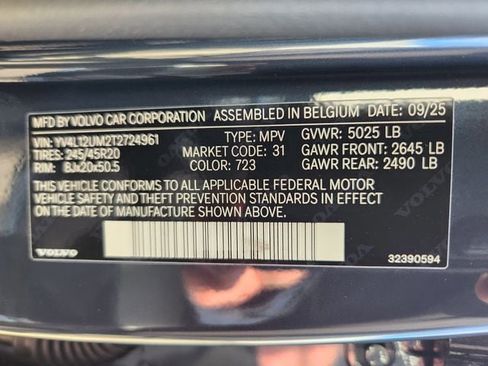 MFD BY VOLVO CAR CORPORATION ASSEMBLED IN BELGIUM DATE: 09/25
VIN: YV4L12UM2T2724961 TYPE: MPV GVWR: 5025 LB
TIRES: 245/45R20 MARKET CODE: 31 GAWR FRONT: 2645 LB
RIM: 8Jx20x50.5 COLOR: 723 GAWR REAR: 2490 LB
THIS VEHICLE CONFORMS TO ALL APPLICABLE FEDERAL MOTOR
VEHICLE SAFETY AND THEFT PREVENTION STANDARDS IN EFFECT
ON THE DATE OF MANUFACTURE SHOWN ABOVE.
VOLVO 32390594